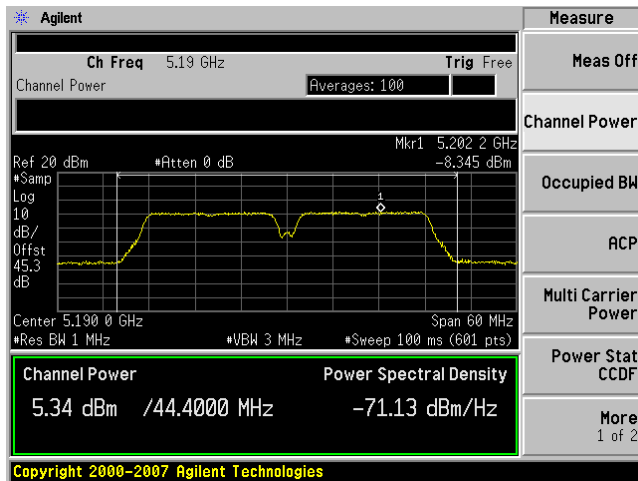 Agilent
Measure
Ch Freq 5.19 GHz Trig Free
Channel Power Averages: 100
Mkr1 5.202 2 GHz
Ref 20 dBm #Atten 0 dB -8.345 dBm
#Samp
Log
10
dB/
Offst
45.3
dB
1
Center 5.190 0 GHz Span 60 MHz
#Res BW 1 MHz #VBW 3 MHz #Sweep 100 ms (601 pts)
Channel Power Power Spectral Density
5.34 dBm /44.4000 MHz -71.13 dBm/Hz
Copyright 2000-2007 Agilent Technologies
Meas Off
Channel Power
Occupied BW
ACP
Multi Carrier
Power
Power Stat
CCDF
More
1 of 2